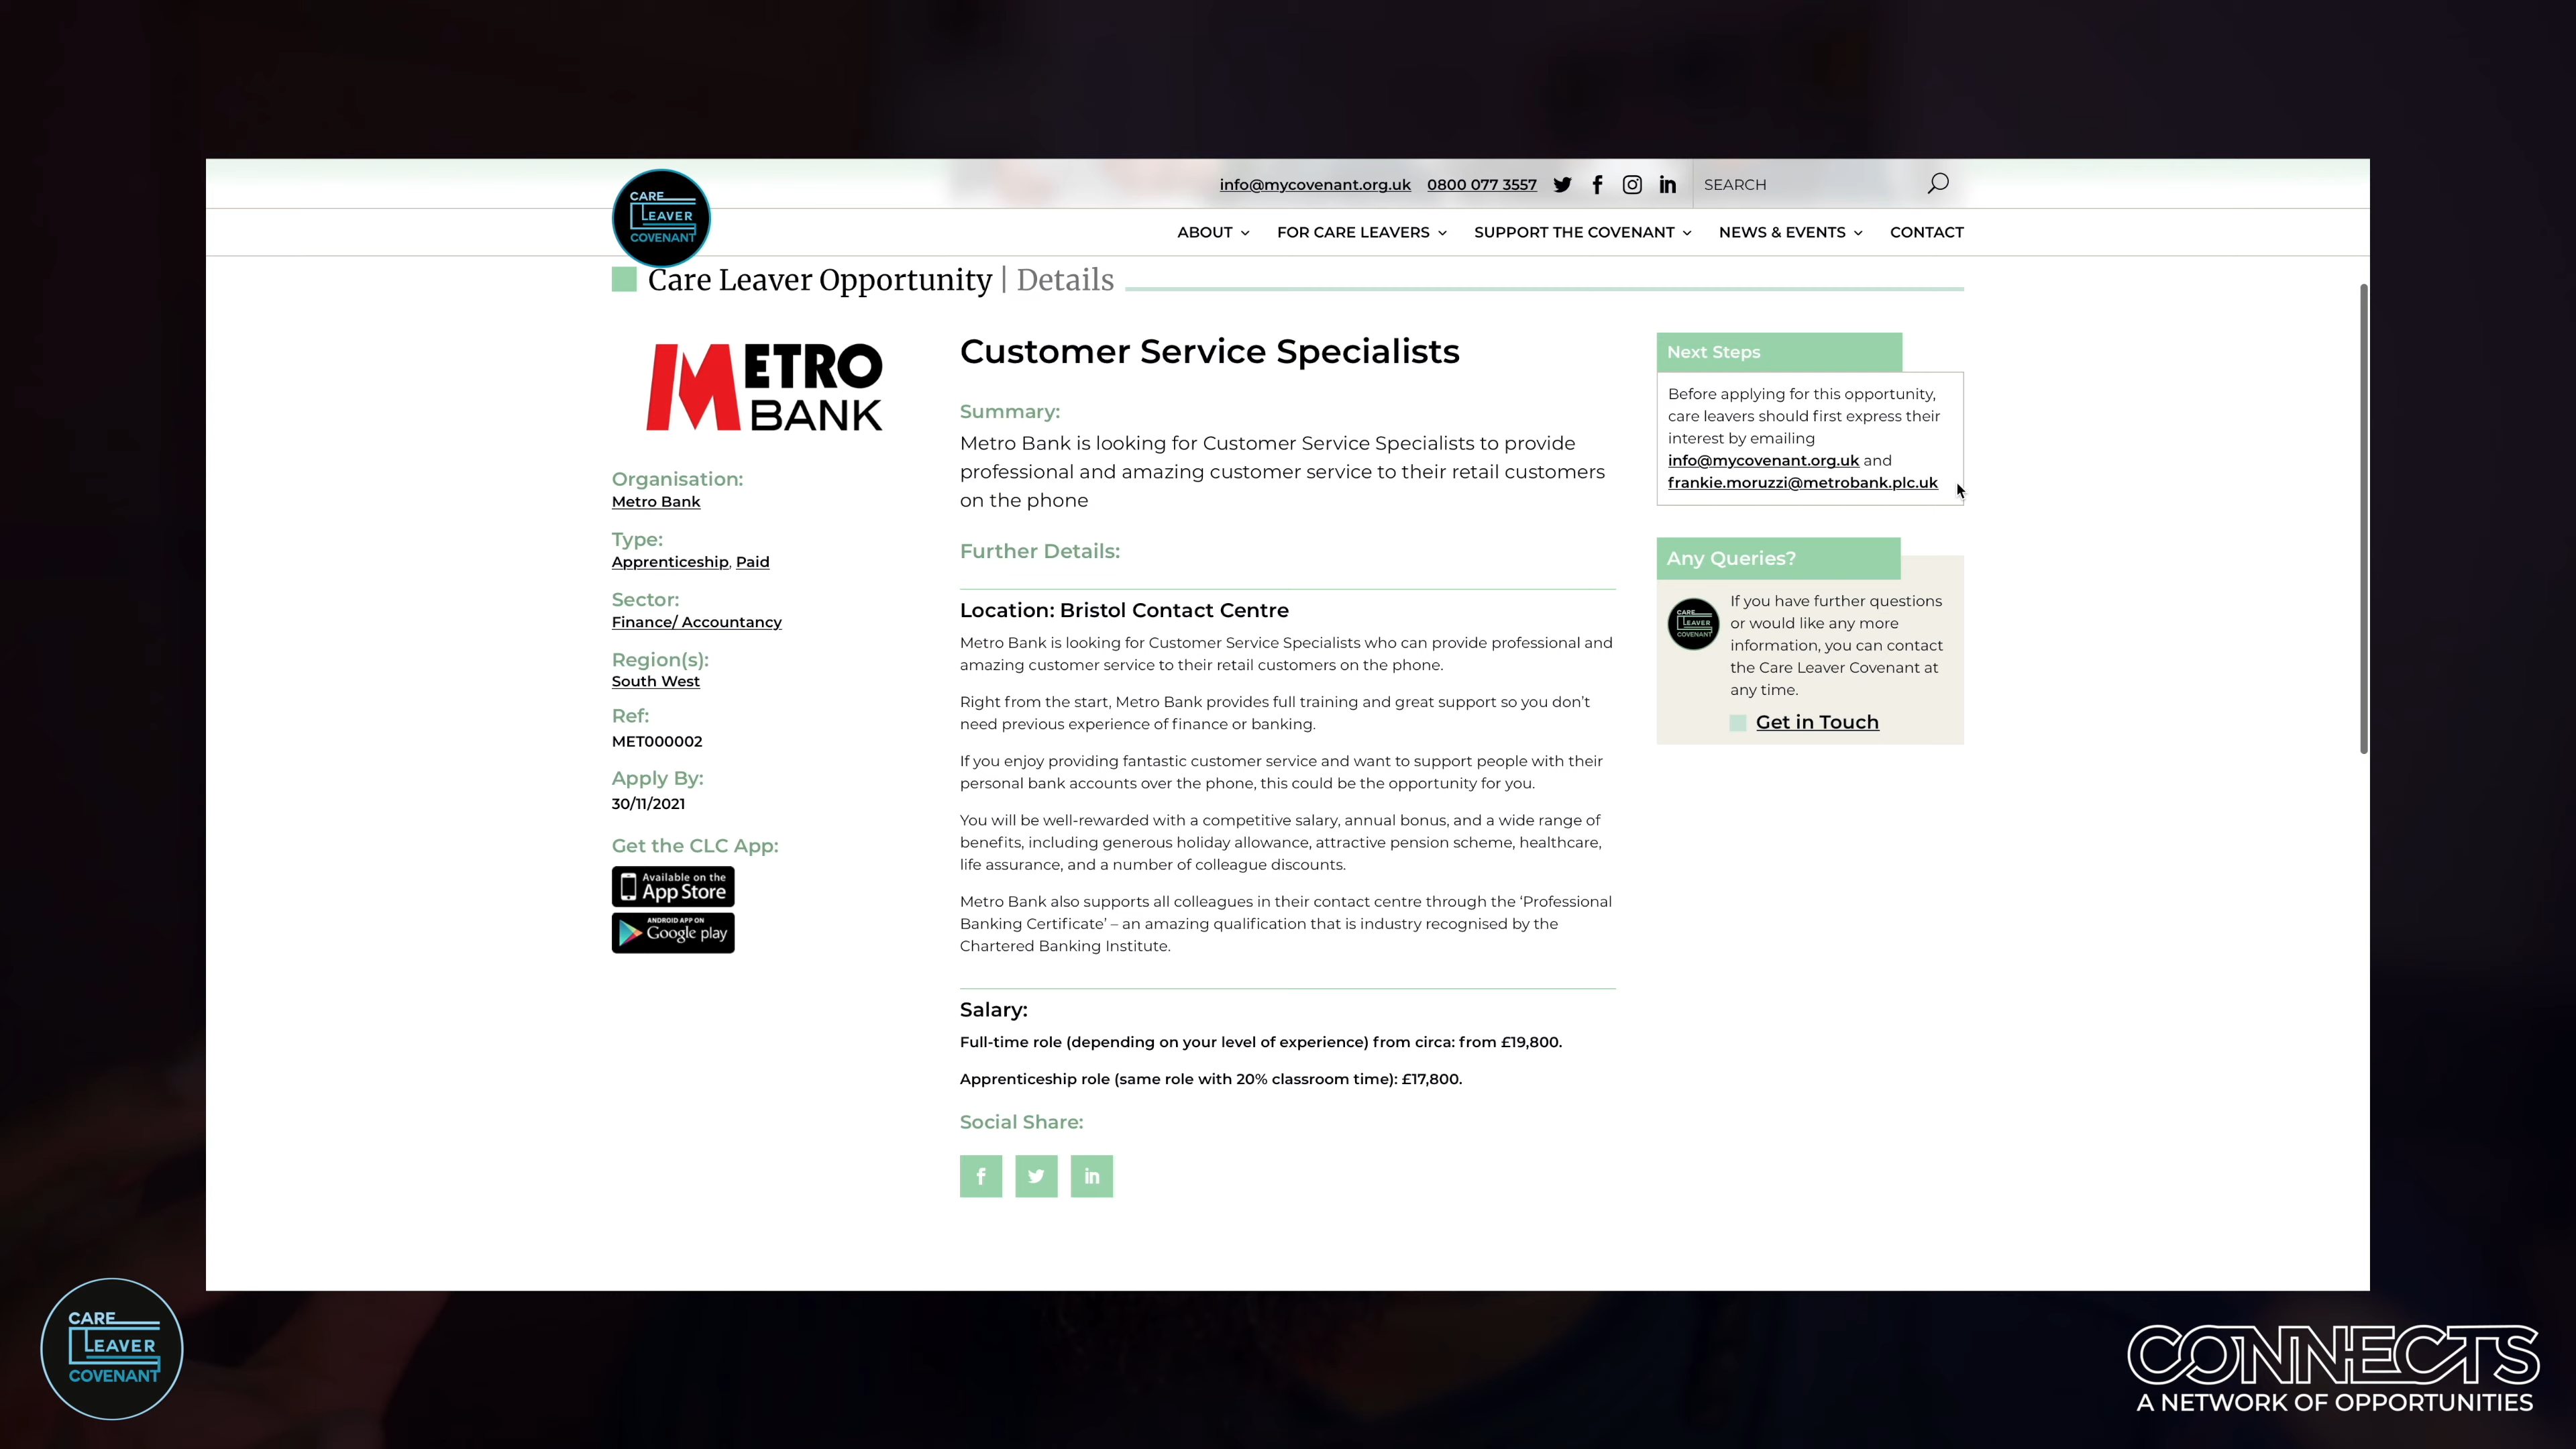 info@mycovenant.org.uk 0800 077 3557 SEARCH
CARE
LEAVER
COVENANT
ABOUT FOR CARE LEAVERS SUPPORT THE COVENANT NEWS & EVENTS CONTACT
Care Leaver Opportunity | Details
METRO
BANK
Organisation:
Metro Bank
Type:
Apprenticeship, Paid
Sector:
Finance/ Accountancy
Region(s):
South West
Ref:
MET000002
Apply By:
30/11/2021
Get the CLC App:
Available on the
App Store
ANDROID APP ON
Google play
Customer Service Specialists
Summary:
Metro Bank is looking for Customer Service Specialists to provide
professional and amazing customer service to their retail customers
on the phone
Further Details:
Location: Bristol Contact Centre
Metro Bank is looking for Customer Service Specialists who can provide professional and
amazing customer service to their retail customers on the phone.
Right from the start, Metro Bank provides full training and great support so you don't
need previous experience of finance or banking.
If you enjoy providing fantastic customer service and want to support people with their
personal bank accounts over the phone, this could be the opportunity for you.
You will be well-rewarded with a competitive salary, annual bonus, and a wide range of
benefits, including generous holiday allowance, attractive pension scheme, healthcare,
life assurance, and a number of colleague discounts.
Metro Bank also supports all colleagues in their contact centre through the 'Professional
Banking Certificate' – an amazing qualification that is industry recognised by the
Chartered Banking Institute.
Salary:
Full-time role (depending on your level of experience) from circa: from £19,800.
Apprenticeship role (same role with 20% classroom time): £17,800.
Social Share:
Next Steps
Before applying for this opportunity,
care leavers should first express their
interest by emailing
info@mycovenant.org.uk and
frankie.moruzzi@metrobank.plc.uk
Any Queries?
CARE
LEAVER
COVENANT
If you have further questions
or would like any more
information, you can contact
the Care Leaver Covenant at
any time.
Get in Touch
CARE
LEAVER
COVENANT
CONNECTS
A NETWORK OF OPPORTUNITIES